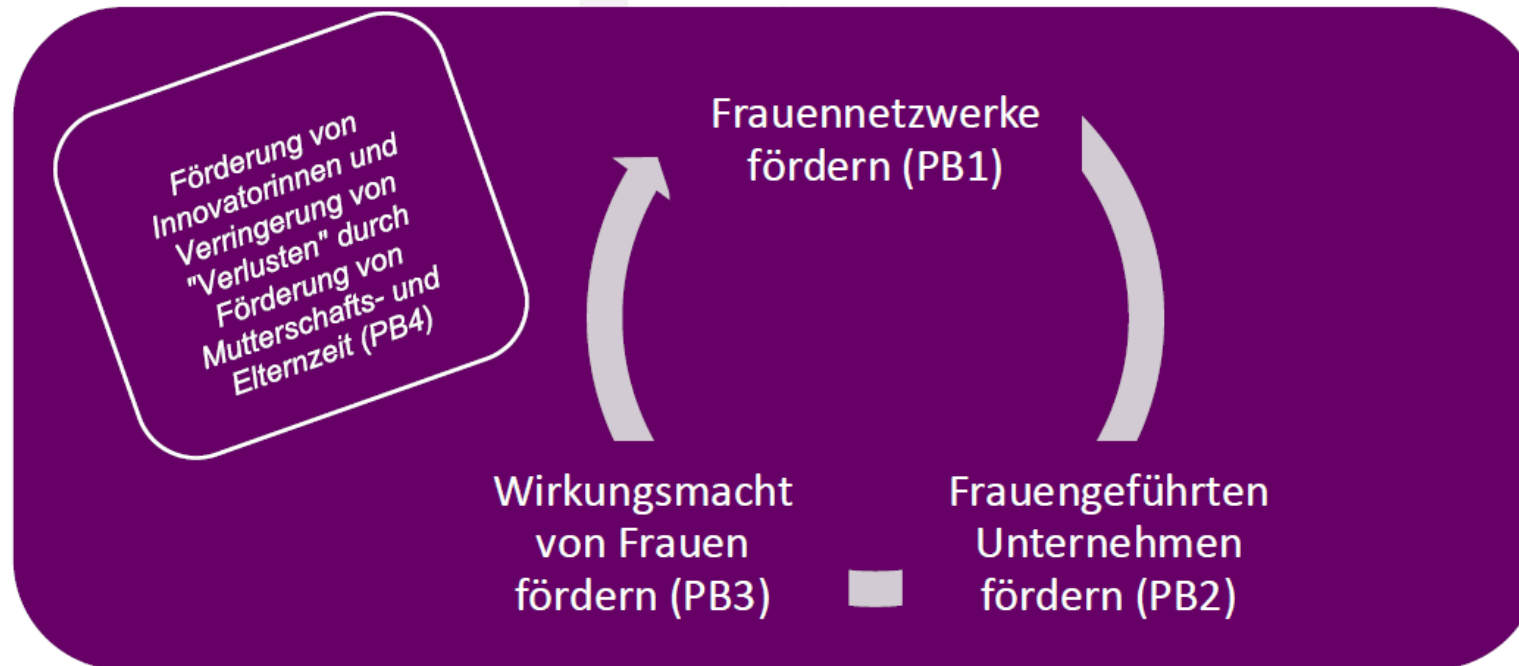 Förderung von
Innovatorinnen und
Verringerung von
"Verlusten" durch
Förderung von
Mutterschafts- und
Elternzeit (PB4)
Frauennetzwerke
fördern (PB1)
Wirkungsmacht
von Frauen
fördern (PB3)
Frauengeführten
Unternehmen
fördern (PB2)